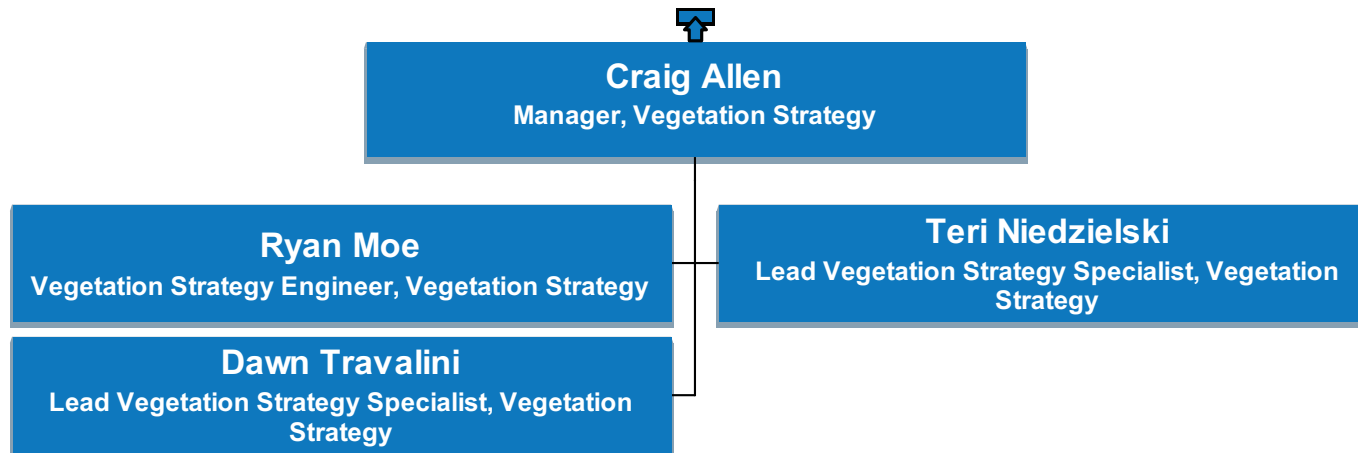 Craig Allen
Manager, Vegetation Strategy
Ryan Moe
Vegetation Strategy Engineer, Vegetation Strategy
Teri Niedzielski
Lead Vegetation Strategy Specialist, Vegetation
Strategy
Dawn Travalini
Lead Vegetation Strategy Specialist, Vegetation
Strategy